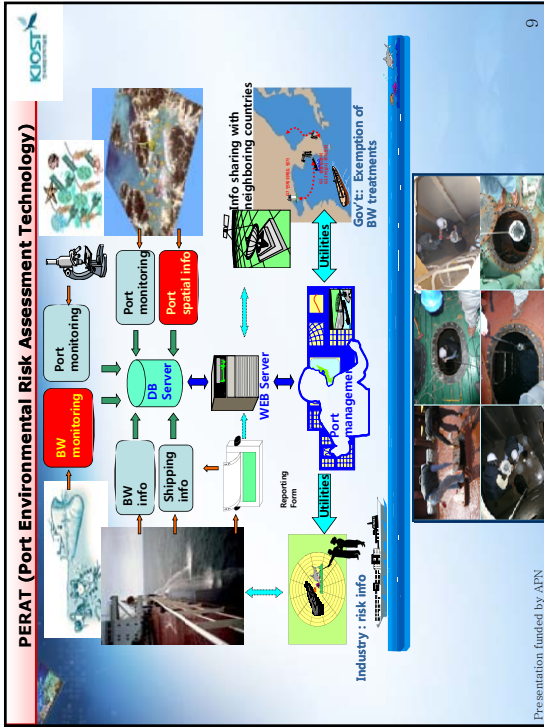 PERAT (Port Environmental Risk Assessment Technology)
KIOST
BW
monitoring
Port
monitoring
BW
info
Shipping
info
DB
Server
Port
monitoring
Port
spatial info
Reporting
Form
WEB Server
Info sharing with
neighboring countries
Utilities
Port
manageme
Utilities
Industry : risk info
Gov't: Exemption of
BW treatments
Presentation funded by APN
9